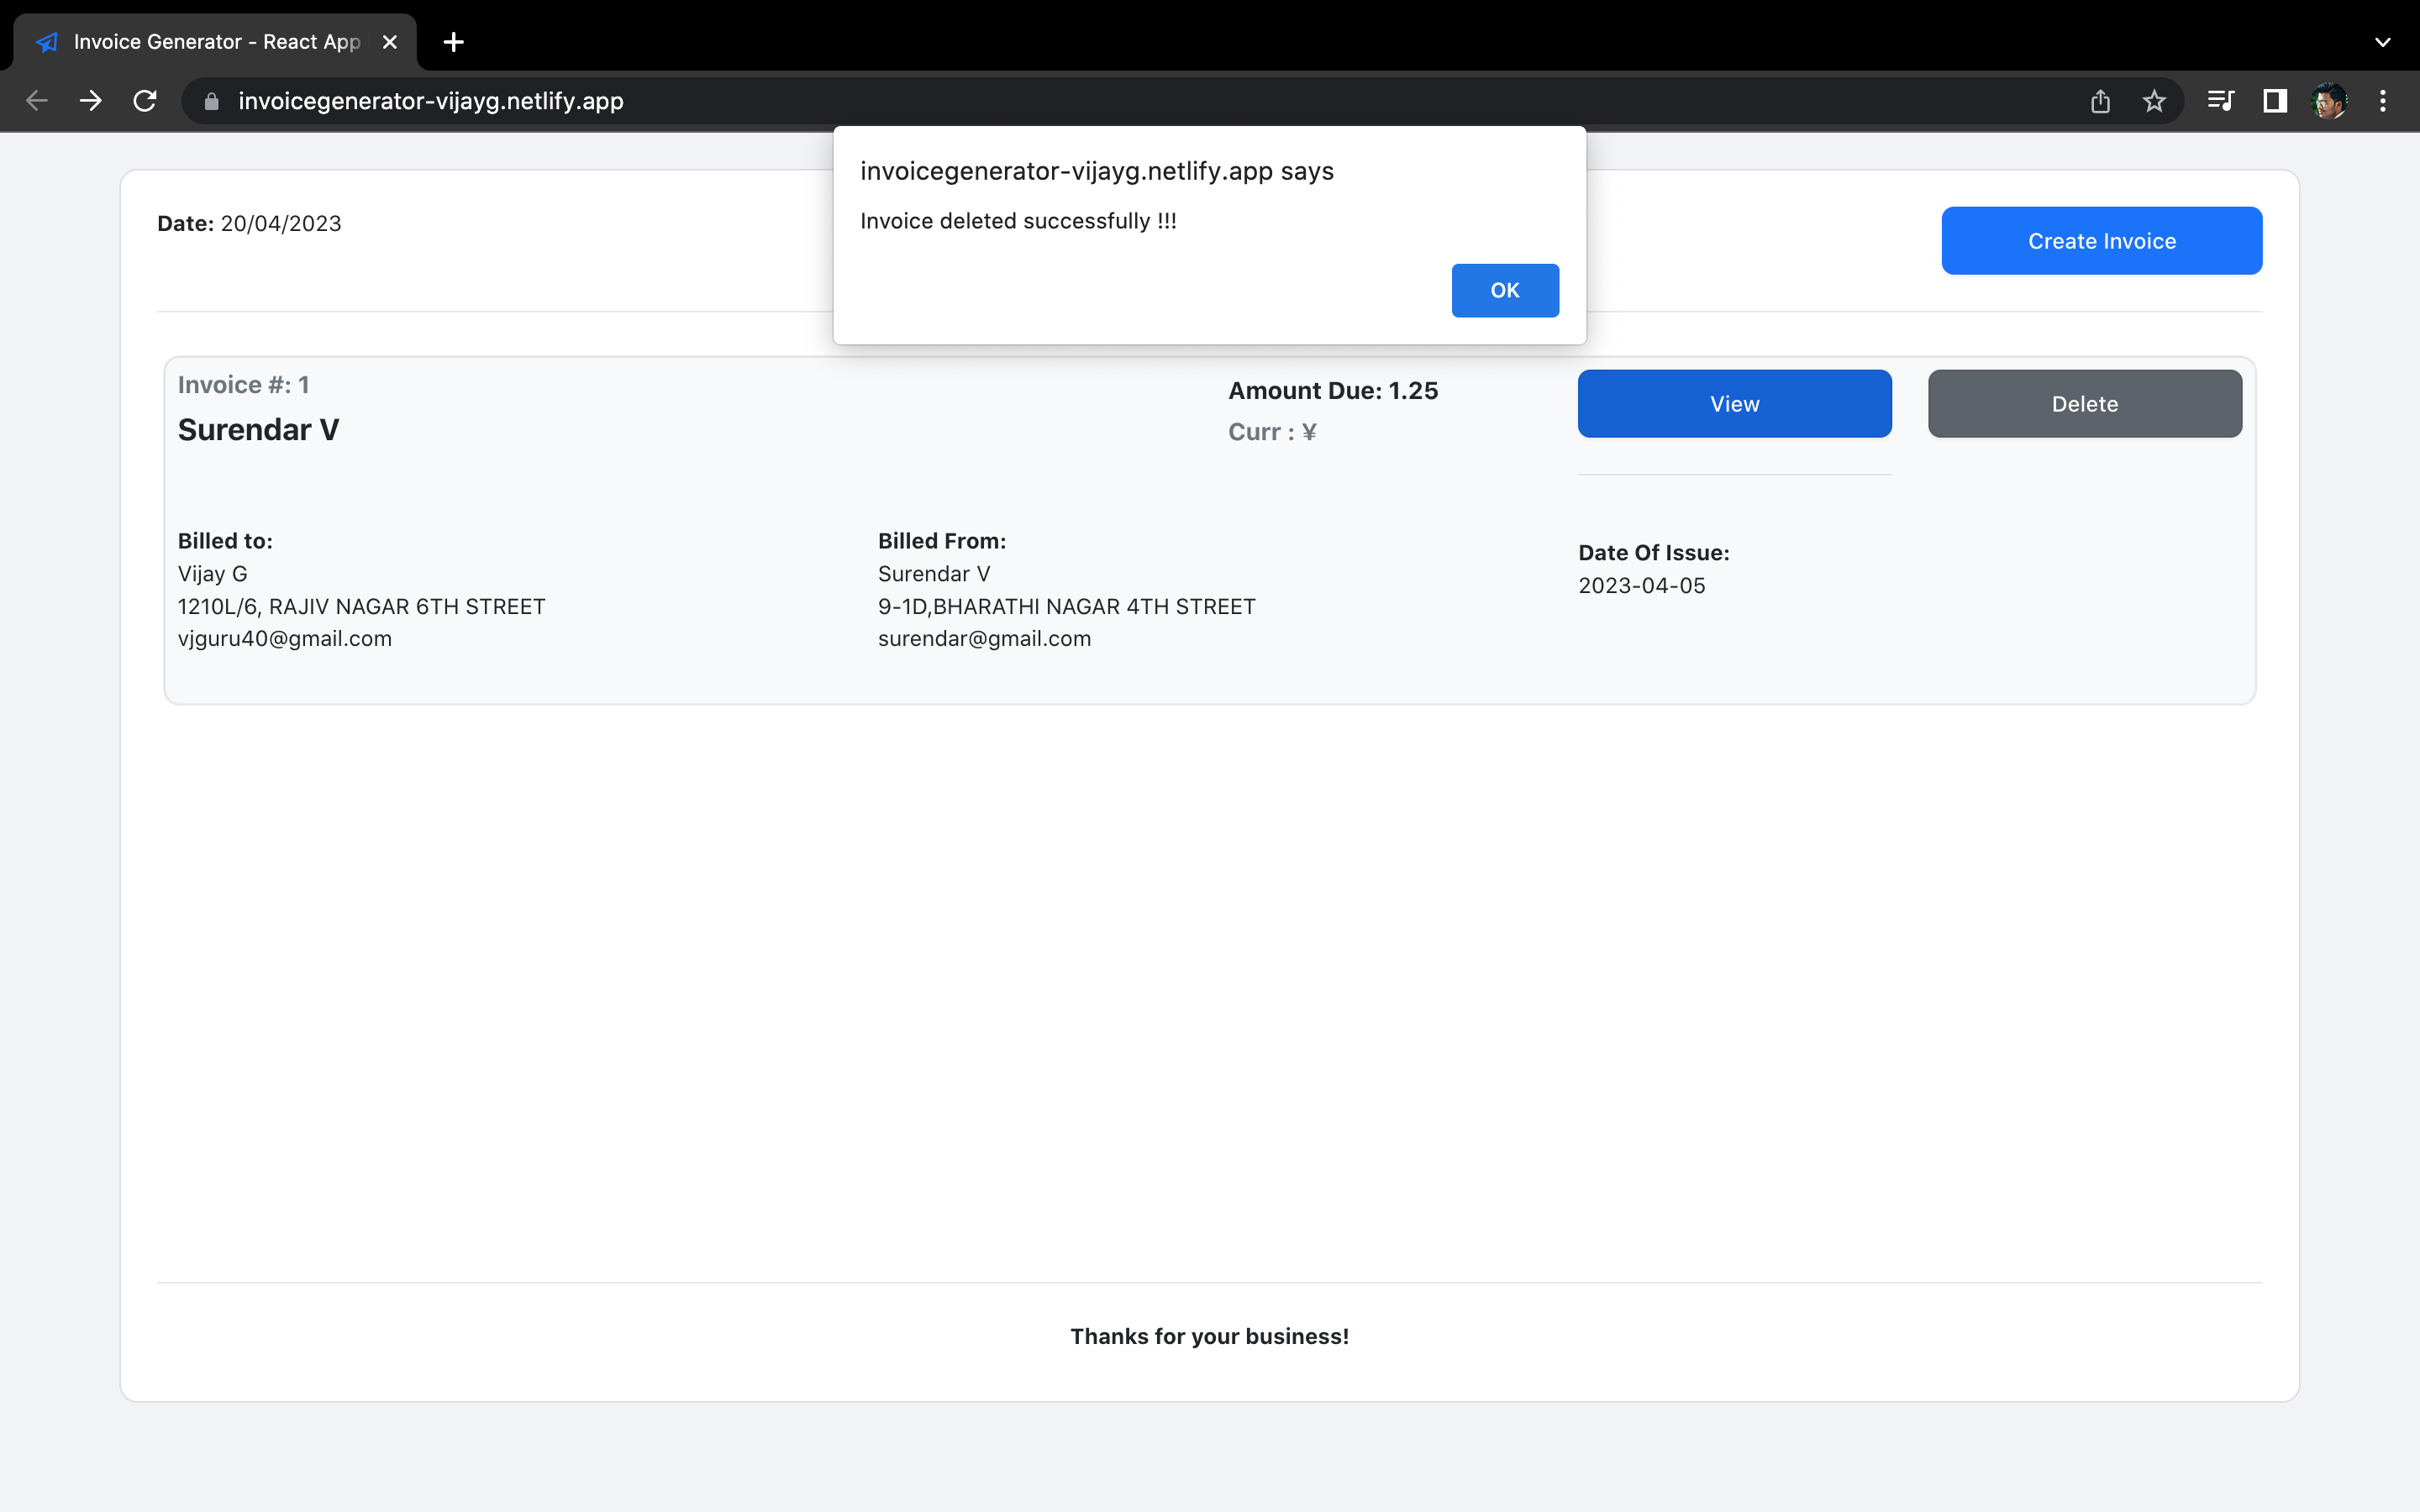 Invoice Generator - React App
invoicegenerator-vijayg.netlify.app
invoicegenerator-vijayg.netlify.app says
Invoice deleted successfully !!!
OK
Date: 20/04/2023
Create Invoice
Invoice #: 1
Surendar V
Amount Due: 1.25
Curr : ¥
View
Delete
Billed to:
Vijay G
1210L/6, RAJIV NAGAR 6TH STREET
vjguru40@gmail.com
Billed From:
Surendar V
9-1D,BHARATHI NAGAR 4TH STREET
surendar@gmail.com
Date Of Issue:
2023-04-05
Thanks for your business!